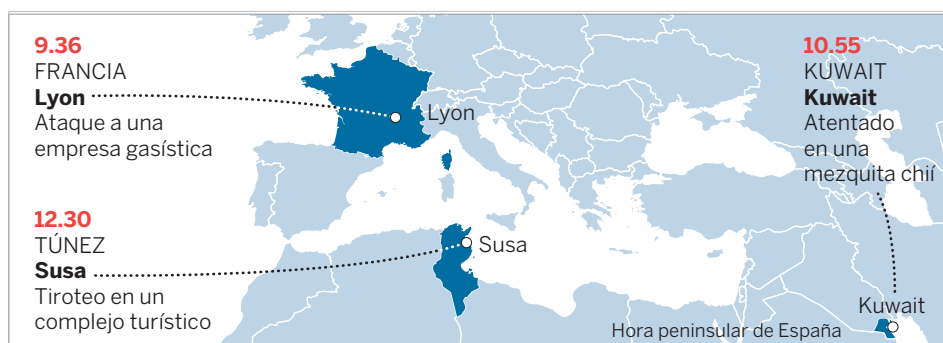 9.36
FRANCIA
Lyon
Ataque a una
empresa gasística
Lyon
10.55
KUWAIT
Kuwait
Atentado
en una
mezquita chií
12.30
TÚNEZ
Susa
Tiroteo en un
complejo turístico
Susa
Kuwait
Hora peninsular de España